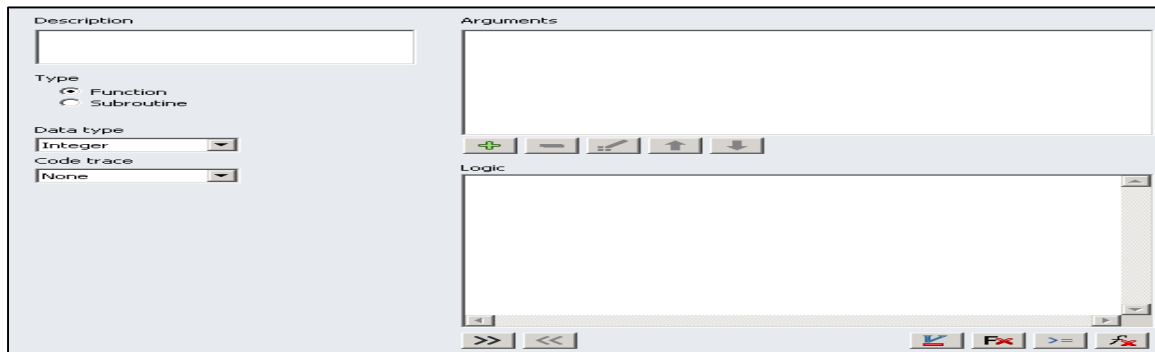 Description
Type
Function
Subroutine
Data type
Integer
Code trace
None
Arguments
Logic
>>
<<
F
>=
f